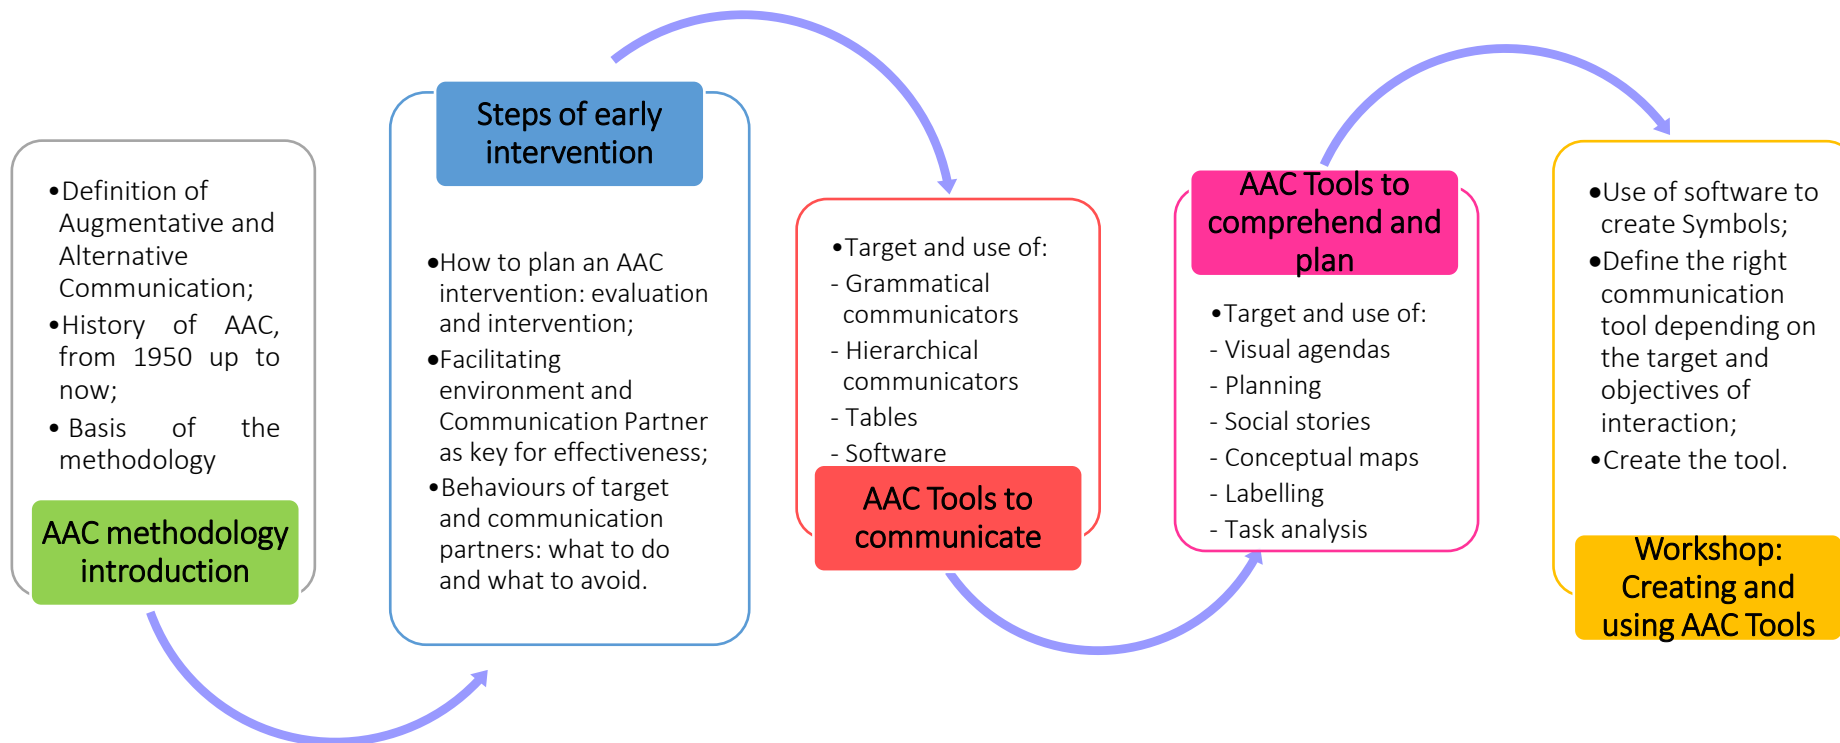 •Definition of
Augmentative and
Alternative
Communication;
•History of AAC,
from 1950 up to
now;
• Basis of the
methodology
AAC methodology
introduction
Steps of early
intervention
•How to plan an AAC
intervention: evaluation
and intervention;
•Facilitating
environment and
Communication Partner
as key for effectiveness;
•Behaviours of target
and communication
partners: what to do
and what to avoid.
•Target and use of:
- Grammatical
communicators
- Hierarchical
communicators
- Tables
- Software
AAC Tools to
communicate
AAC Tools to
comprehend and
plan
•Target and use of:
- Visual agendas
- Planning
- Social stories
- Conceptual maps
- Labelling
- Task analysis
•Use of software to
create Symbols;
•Define the right
communication
tool depending on
the target and
objectives of
interaction;
•Create the tool.
Workshop:
Creating and
using AAC Tools